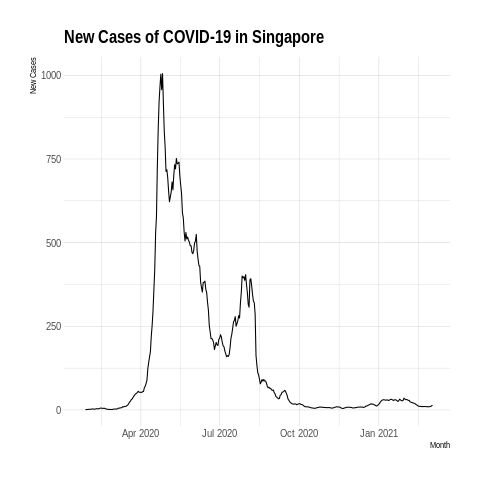 New Cases of COVID-19 in Singapore
New Cases
1000
750
500
250
0
Apr 2020
Jul 2020
Oct 2020
Jan 2021
Month